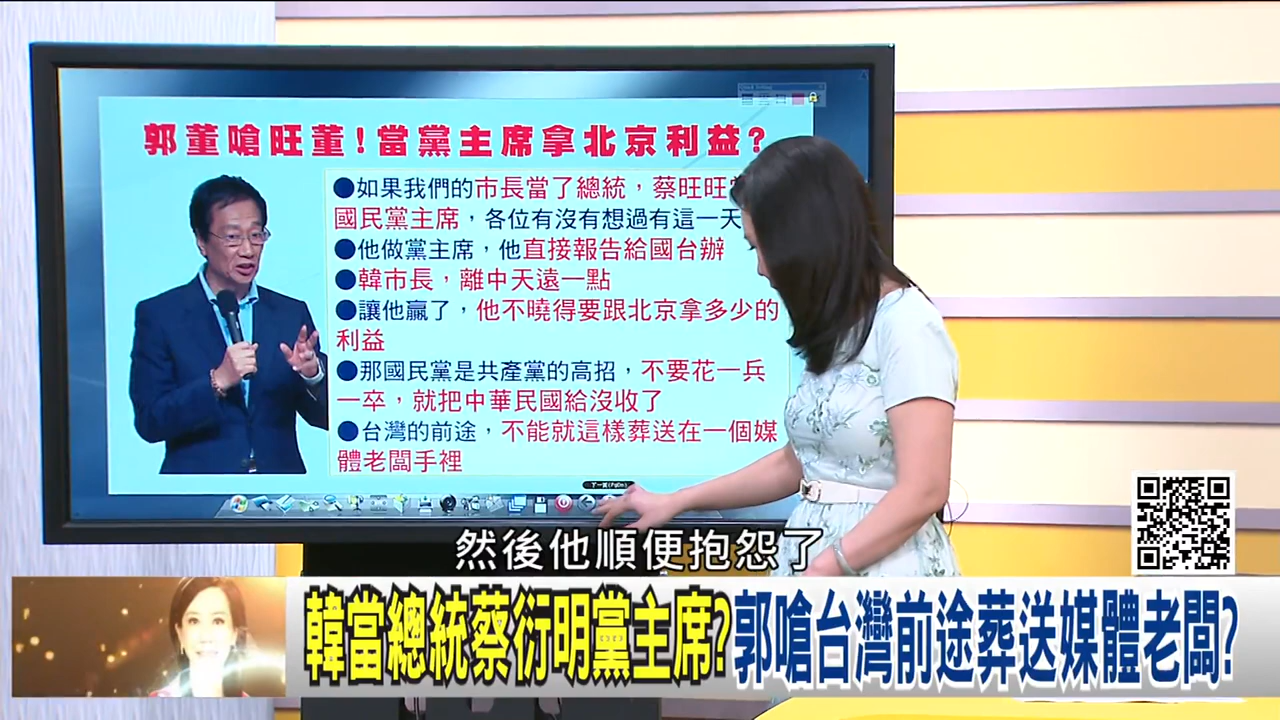 郭董嗆旺董!當黨主席拿北京利益?
●如果我們的市長當了總統，蔡旺旺
國民黨主席，各位有沒有想過有這一天
●他做黨主席，他直接報告給國台辦
●韓市長，離中天遠一點
●讓他贏了，他不曉得要跟北京拿多少的
利益
●那國民黨是共產黨的高招，不要花一兵
一卒，就把中華民國給沒收了
●台灣的前途，不能就這樣葬送在一個媒
體老闆手裡
下一頁(PgDn)
然後他順便抱怨了
韓當總統蔡衍明黨主席?郭嗆台灣前途葬送媒體老闆?